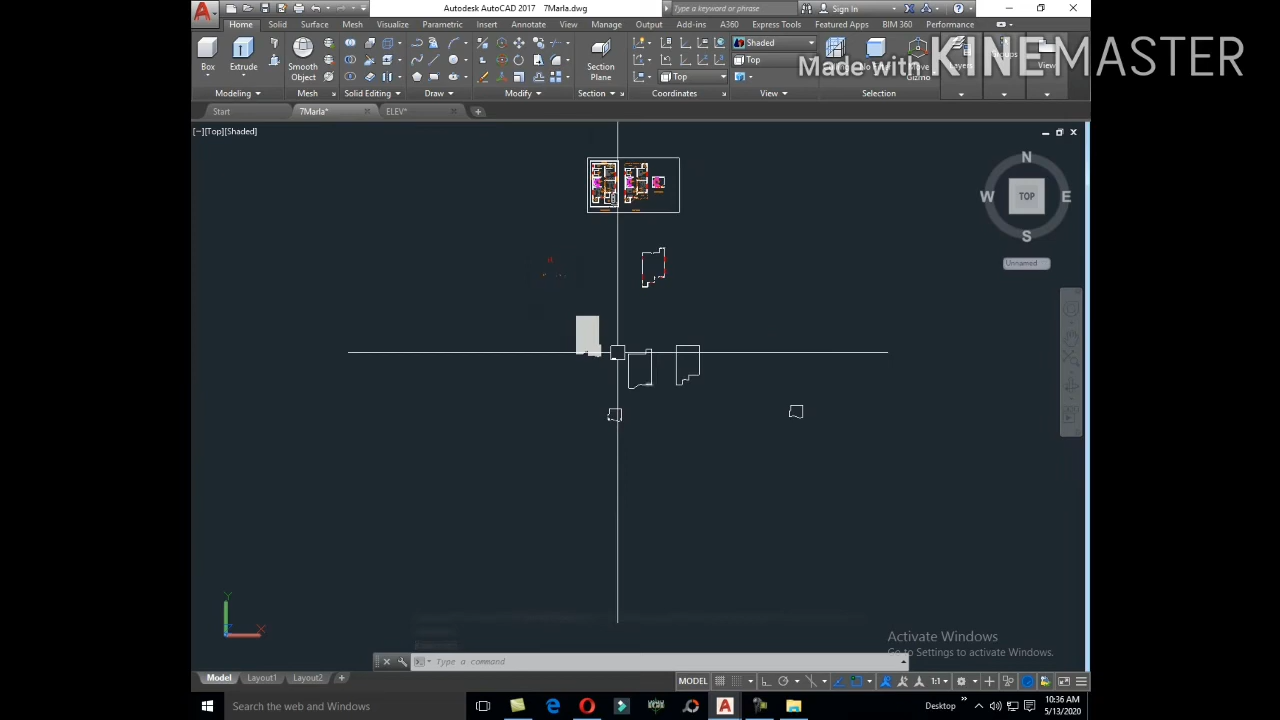 Autodesk AutoCAD 2017 7Marla.dwg
Type a keyword or phrase
Sign In
Home Solid Surface Mesh Visualize Parametric Insert Annotate View Manage Output Add-ins A360 Express Tools Featured Apps BIM 360 Performance
Box Extrude Smooth Object Section Plane Shaded Top Top Layers Groups View
Made with KINEMASTER
Modeling Mesh Solid Editing Draw Modify Section Coordinates View Selection
Start 7Marla* ELEV*
[−][Top][Shaded]
N
W TOP E
S
Unnamed
Y
X
Activate Windows
Go to Settings to activate Windows.
Type a command
Model Layout1 Layout2 MODEL 1:1
Search the web and Windows Desktop 10:36 AM
5/13/2020